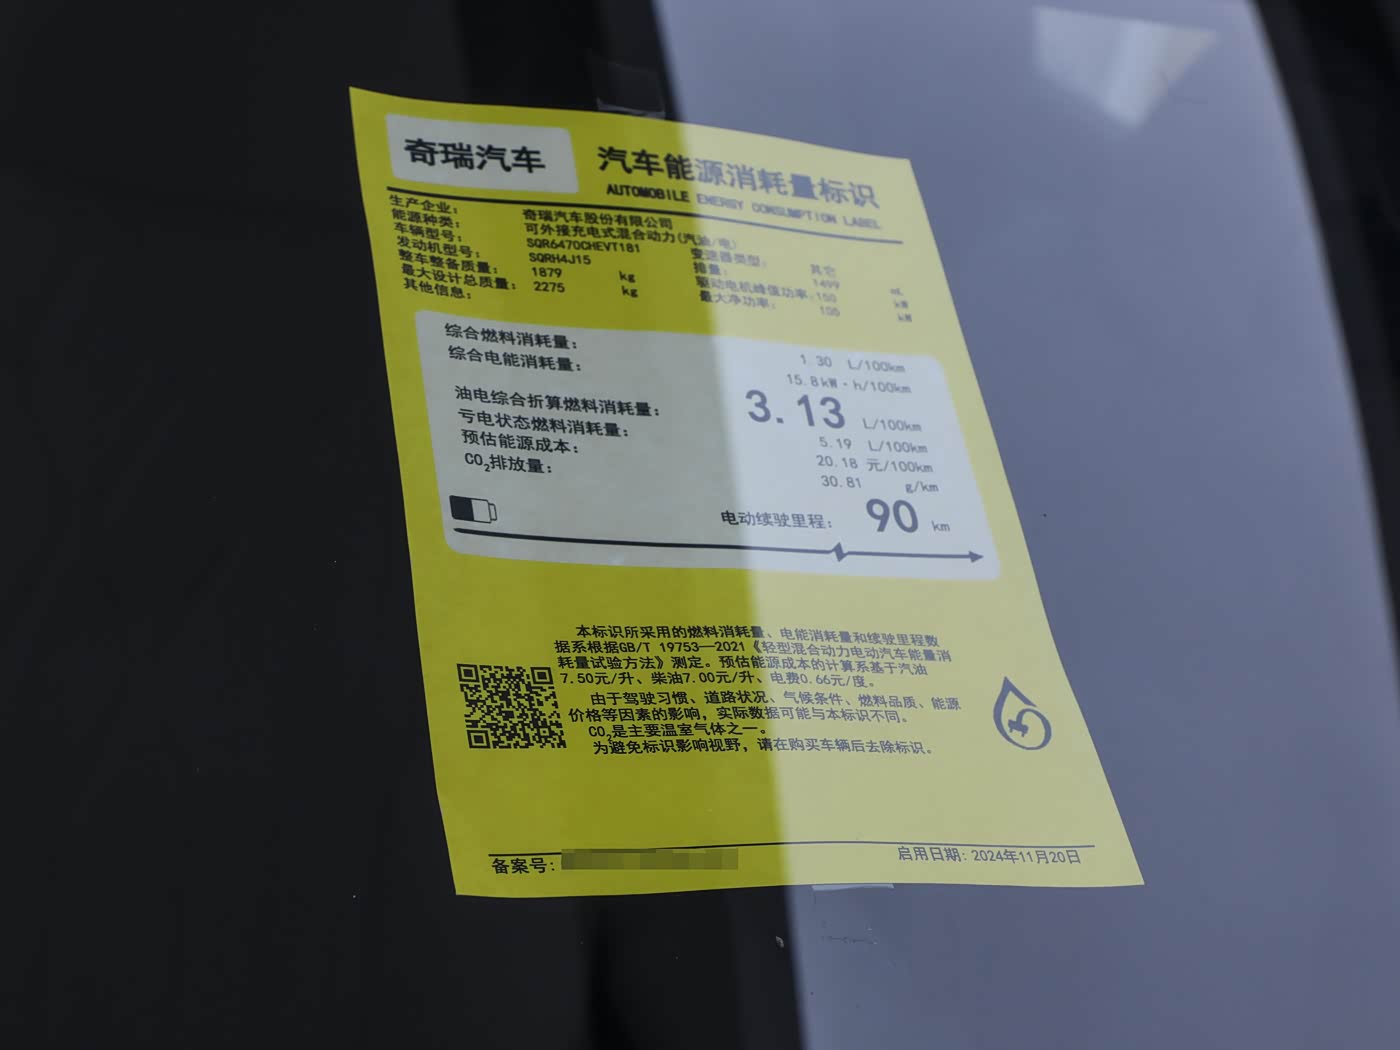 奇瑞汽车
汽车能源消耗量标识
AUTOMOBILE ENERGY CONSUMPTION LABEL
生产企业: 奇瑞汽车股份有限公司
能源种类: 可外接充电式混合动力(汽油/电)
车辆型号: SQR6470CHEVT181 变速器类型: 其它
发动机型号: SQRH4J15 排量: 1499 mL
整车整备质量: 1879 kg 驱动电机峰值功率: 150 kW
最大设计总质量: 2275 kg 最大净功率: kW
其他信息:
综合燃料消耗量: 1.30 L/100km
综合电能消耗量: 15.8kW·h/100km
油电综合折算燃料消耗量: 3.13 L/100km
亏电状态燃料消耗量: 5.19 L/100km
预估能源成本: 20.18 元/100km
CO₂排放量: 30.81 g/km
电动续驶里程: 90 km
本标识所采用的燃料消耗量、电能消耗量和续驶里程数
据系根据GB/T 19753—2021《轻型混合动力电动汽车能量消
耗量试验方法》测定。预估能源成本的计算系基于汽油
7.50元/升、柴油7.00元/升、电费0.66元/度。
由于驾驶习惯、道路状况、气候条件、燃料品质、能源
价格等因素的影响，实际数据可能与本标识不同。
CO₂是主要温室气体之一。
为避免标识影响视野，请在购买车辆后去除标识。
备案号:
启用日期: 2024年11月20日